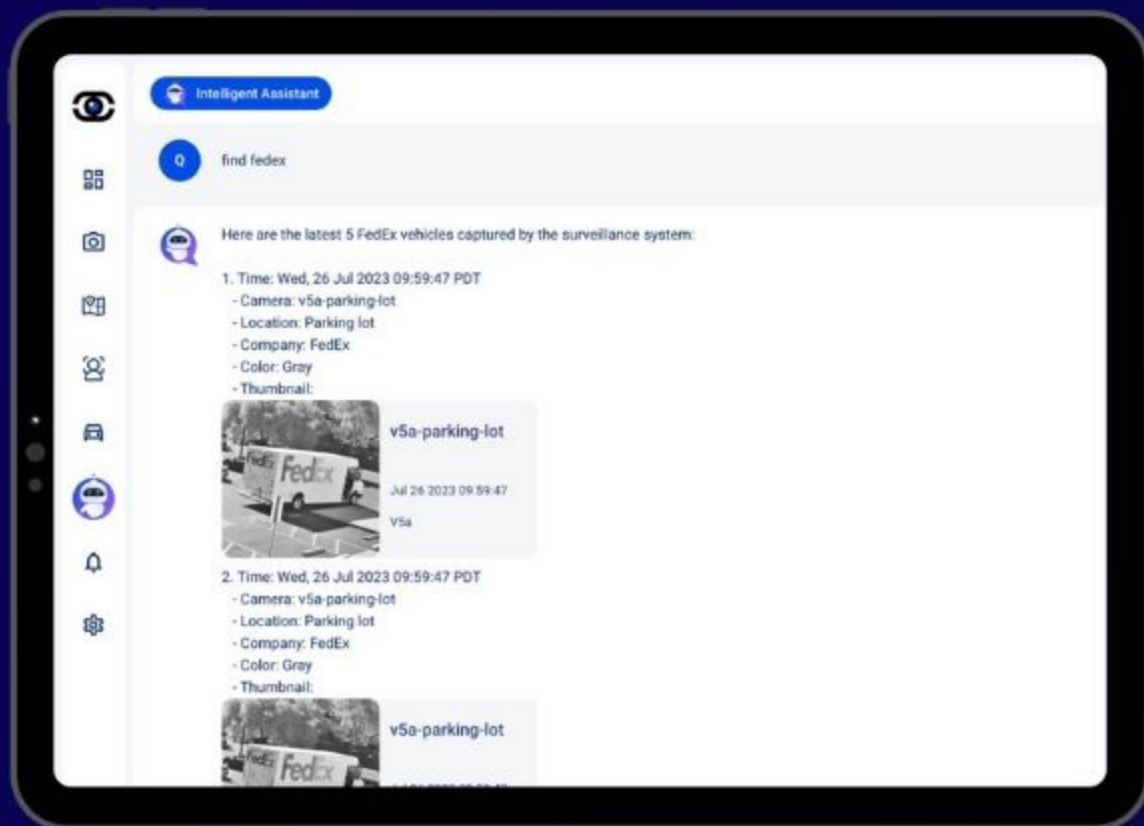 Intelligent Assistant
Q
find fedex
Here are the latest 5 FedEx vehicles captured by the surveillance system:
1. Time: Wed, 26 Jul 2023 09:59:47 PDT
- Camera: v5a-parking-lot
- Location: Parking lot
- Company: FedEx
- Color: Gray
- Thumbnail:
FedEx FedEx
v5a-parking-lot
Jul 26 2023 09:59:47
V5a
2. Time: Wed, 26 Jul 2023 09:59:47 PDT
- Camera: v5a-parking-lot
- Location: Parking lot
- Company: FedEx
- Color: Gray
- Thumbnail:
FedEx FedEx
v5a-parking-lot